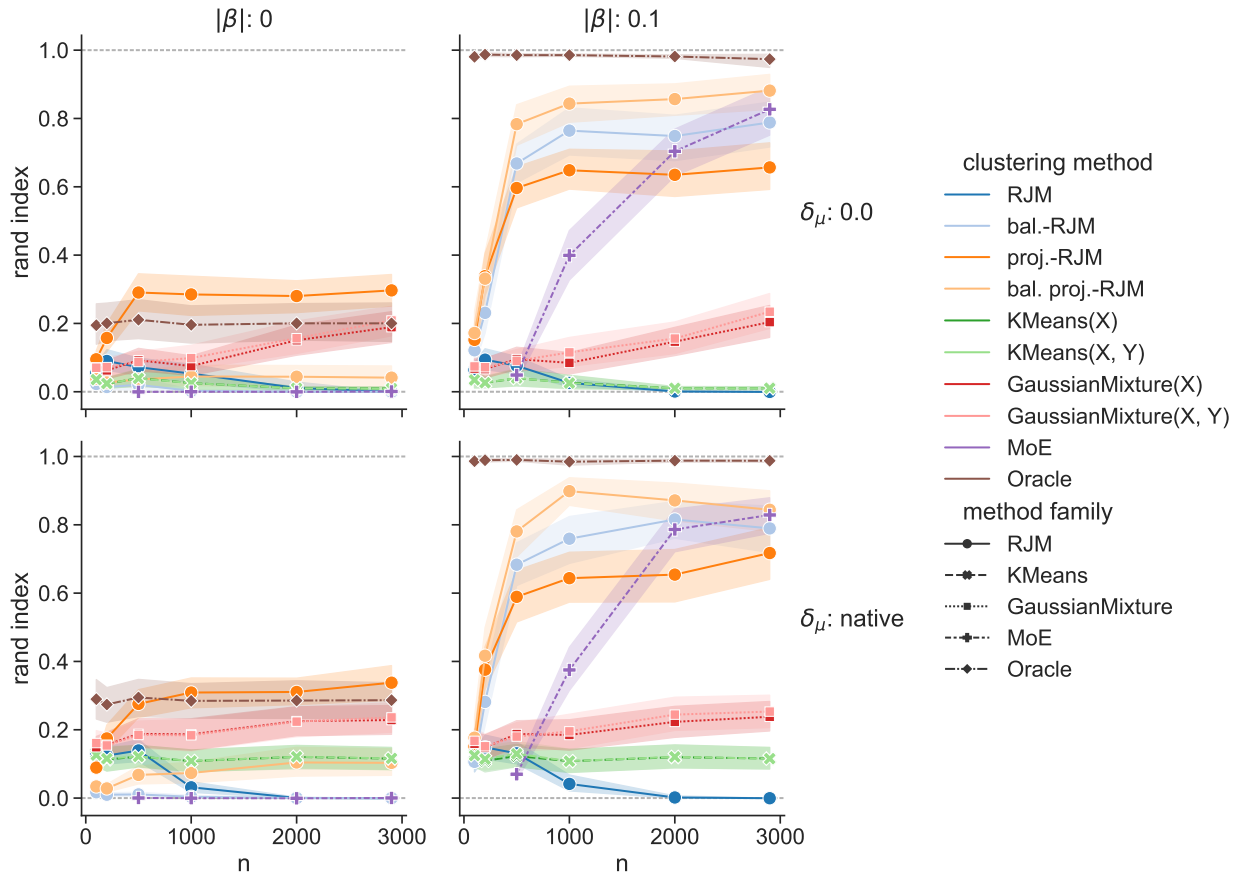 |β|: 0
|β|: 0.1
1.0
0.8
0.6
0.4
0.2
0.0
rand index
δμ: 0.0
1.0
0.8
0.6
0.4
0.2
0.0
rand index
δμ: native
0
1000
2000
3000
n
0
1000
2000
3000
n
clustering method
RJM
bal.-RJM
proj.-RJM
bal. proj.-RJM
KMeans(X)
KMeans(X, Y)
GaussianMixture(X)
GaussianMixture(X, Y)
MoE
Oracle
method family
RJM
KMeans
GaussianMixture
MoE
Oracle